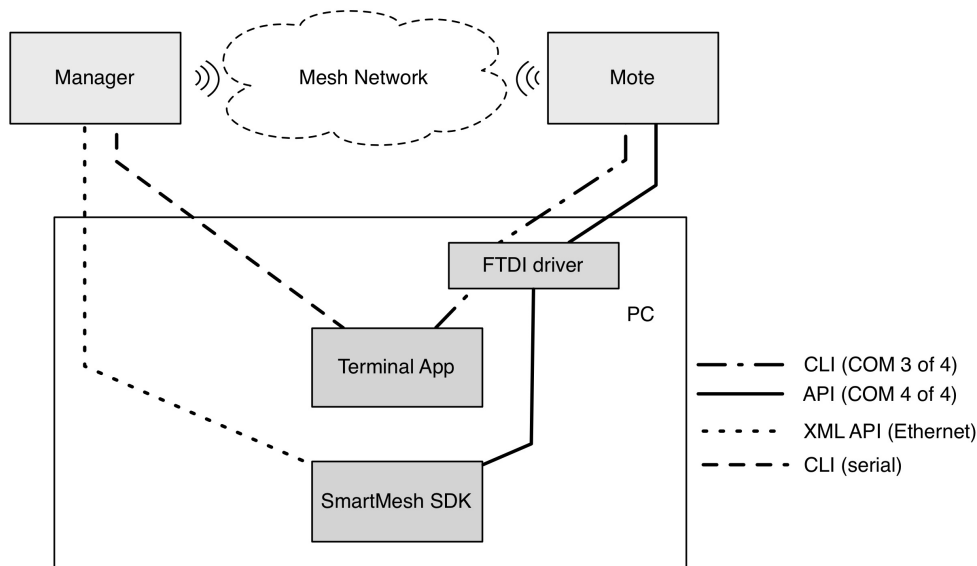 Manager
Mesh Network
Mote
FTDI driver
PC
Terminal App
SmartMesh SDK
CLI (COM 3 of 4)
API (COM 4 of 4)
XML API (Ethernet)
CLI (serial)